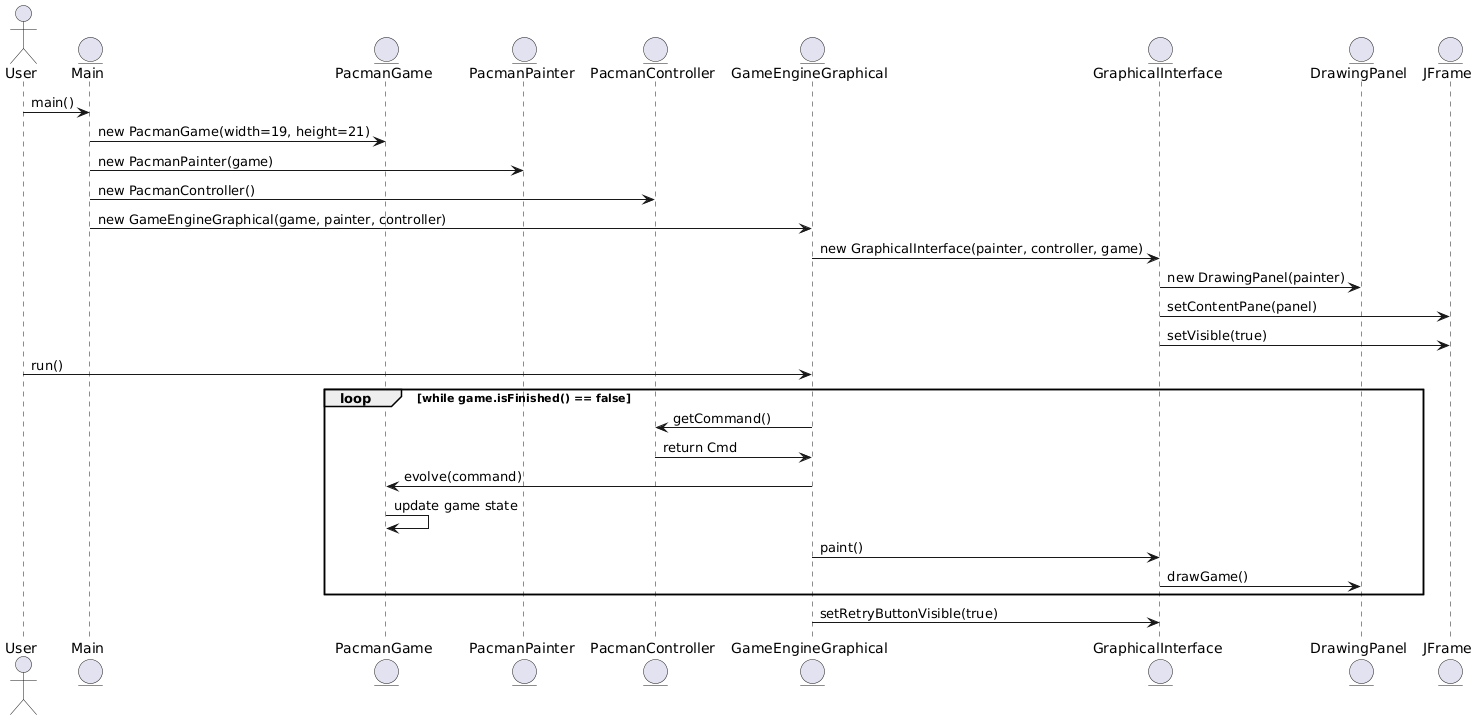 User Main PacmanGame PacmanPainter PacmanController GameEngineGraphical GraphicalInterface DrawingPanel JFrame
main()
new PacmanGame(width=19, height=21)
new PacmanPainter(game)
new PacmanController()
new GameEngineGraphical(game, painter, controller)
new GraphicalInterface(painter, controller, game)
new DrawingPanel(painter)
setContentPane(panel)
setVisible(true)
run()
loop [while game.isFinished() == false]
getCommand()
return Cmd
evolve(command)
update game state
paint()
drawGame()
setRetryButtonVisible(true)
User Main PacmanGame PacmanPainter PacmanController GameEngineGraphical GraphicalInterface DrawingPanel JFrame